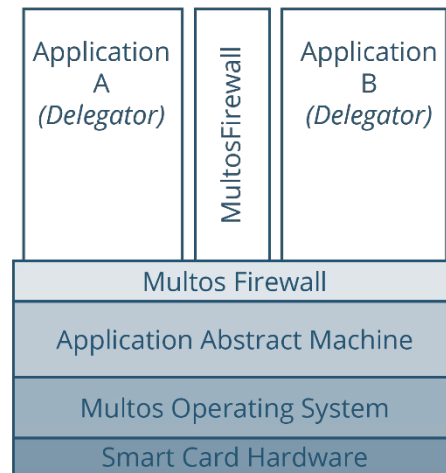 Application
A
(Delegator)
MultosFirewall
Application
B
(Delegator)
Multos Firewall
Application Abstract Machine
Multos Operating System
Smart Card Hardware